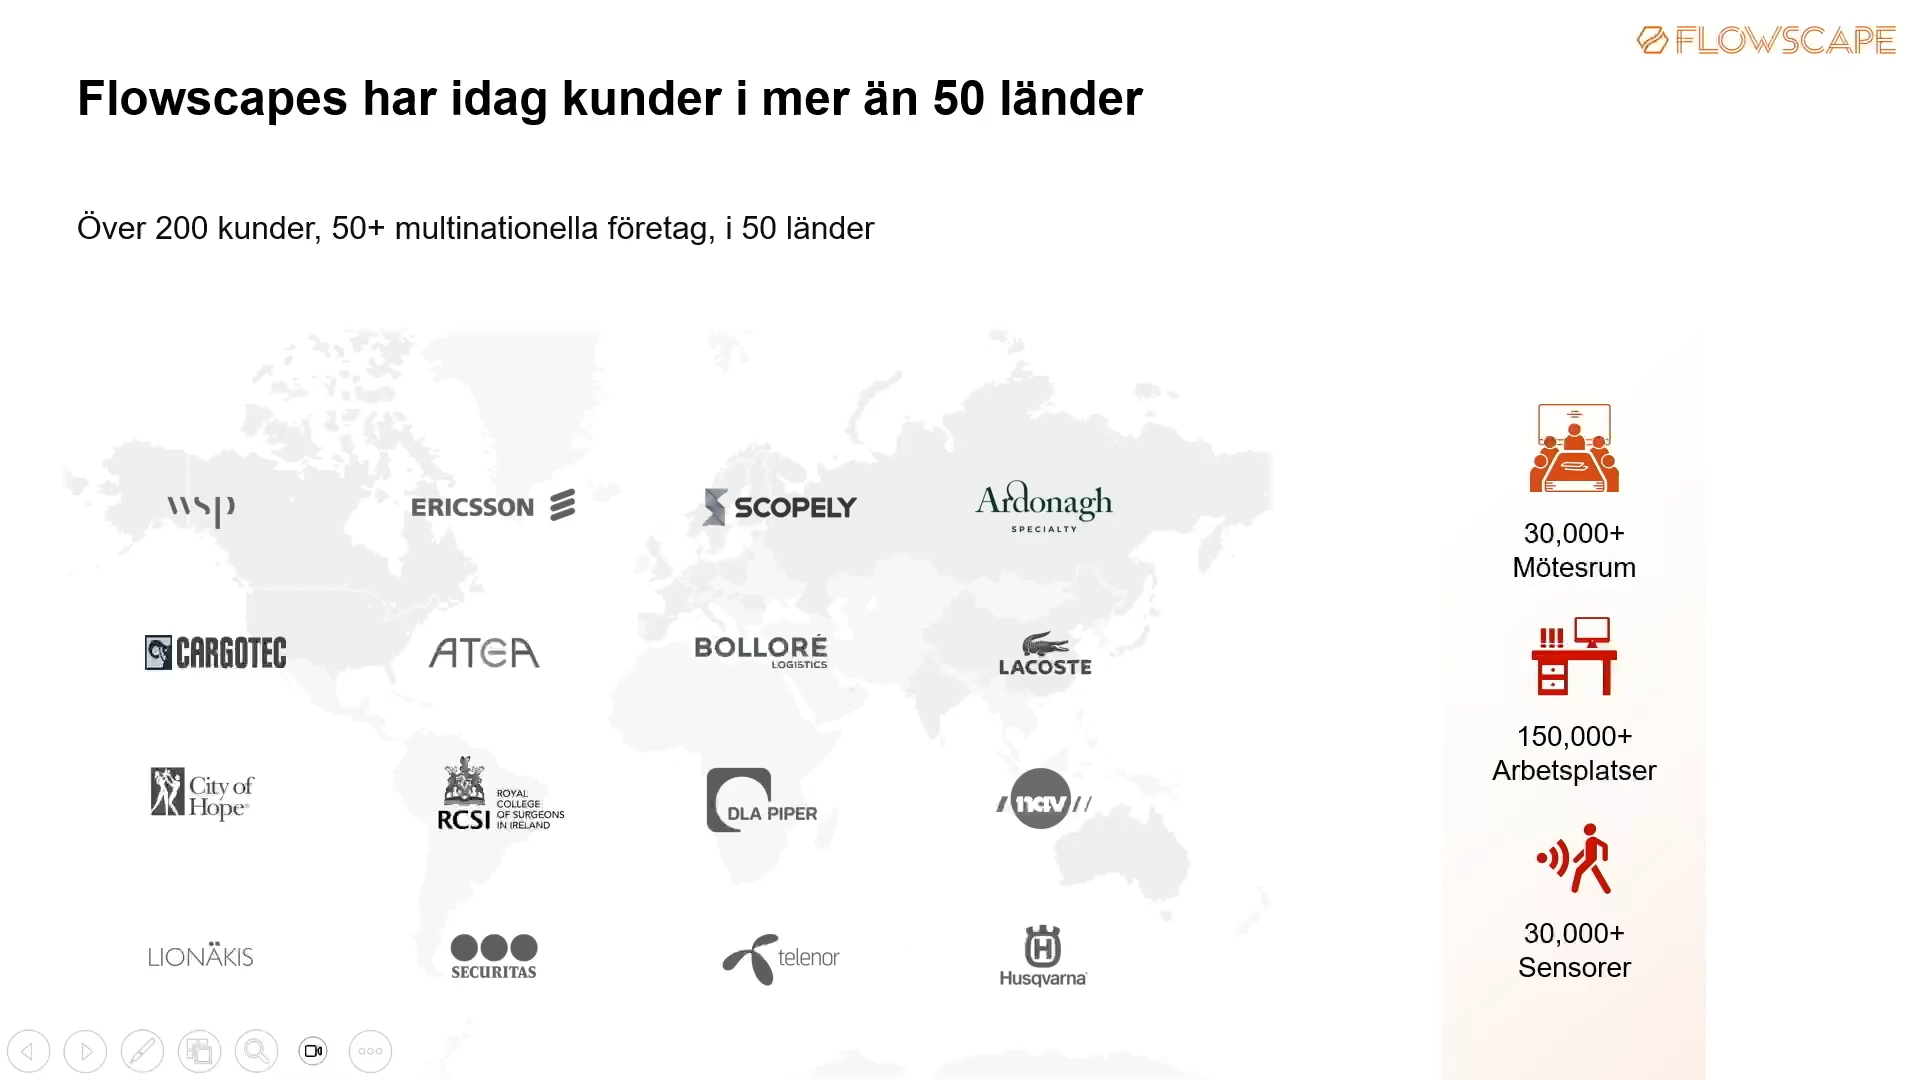 FLOWSCAPE
Flowscapes har idag kunder i mer än 50 länder
Över 200 kunder, 50+ multinationella företag, i 50 länder
wsp
ERICSSON
SCOPELY
Ardonagh
SPECIALTY
CARGOTEC
ATEA
BOLLORÉ
LOGISTICS
LACOSTE
City of
Hope
RCSI
ROYAL
COLLEGE
OF SURGEONS
IN IRELAND
DLA PIPER
nav
LIONÄKIS
SECURITAS
telenor
H
Husqvarna
30,000+
Mötesrum
150,000+
Arbetsplatser
30,000+
Sensorer